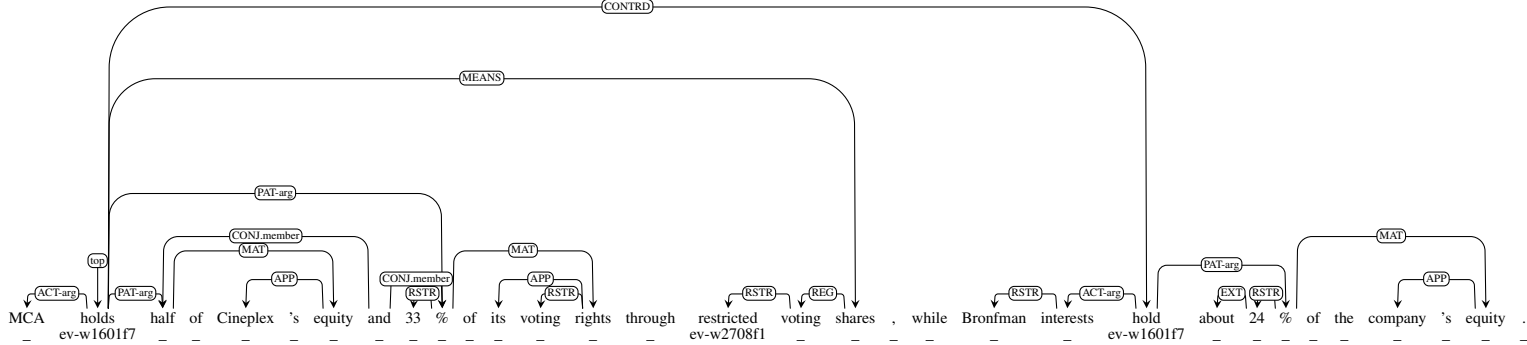 CONTRD
MEANS
PAT-arg
CONJ.member
MAT MAT MAT
top PAT-arg
APP CONJ.member APP APP
ACT-arg PAT-arg RSTR RSTR RSTR REG RSTR ACT-arg EXT RSTR
MCA holds half of Cineplex 's equity and 33 % of its voting rights through restricted voting shares , while Bronfman interests hold about 24 % of the company 's equity .
_ ev-w1601f7 _ _ _ _ _ _ _ _ _ _ _ _ _ ev-w2708f1 _ _ _ _ _ _ ev-w1601f7 _ _ _ _ _ _ _ _ _